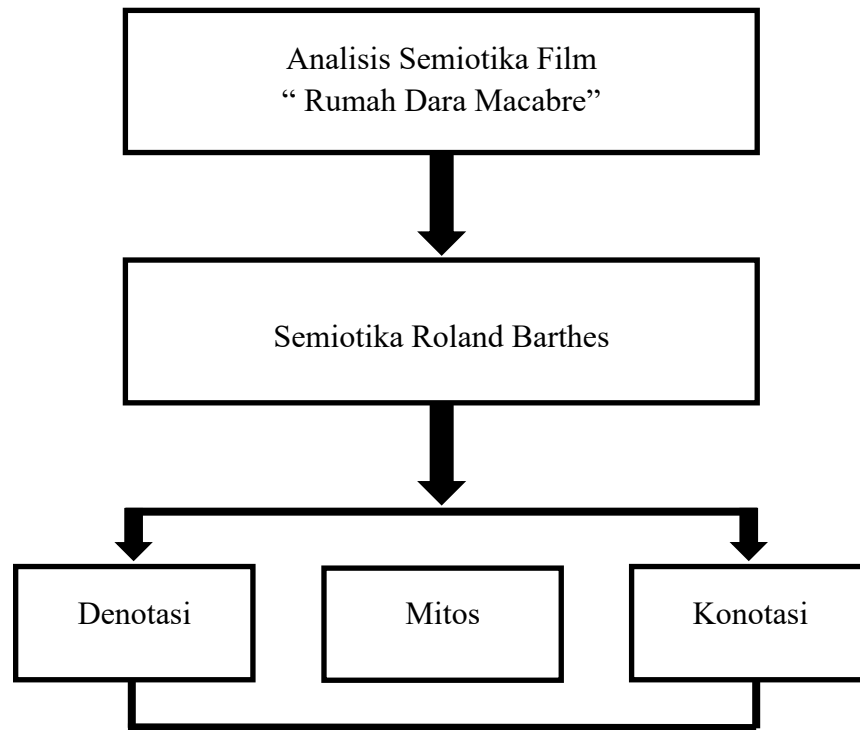 Analisis Semiotika Film
“ Rumah Dara Macabre”
Semiotika Roland Barthes
Denotasi
Mitos
Konotasi